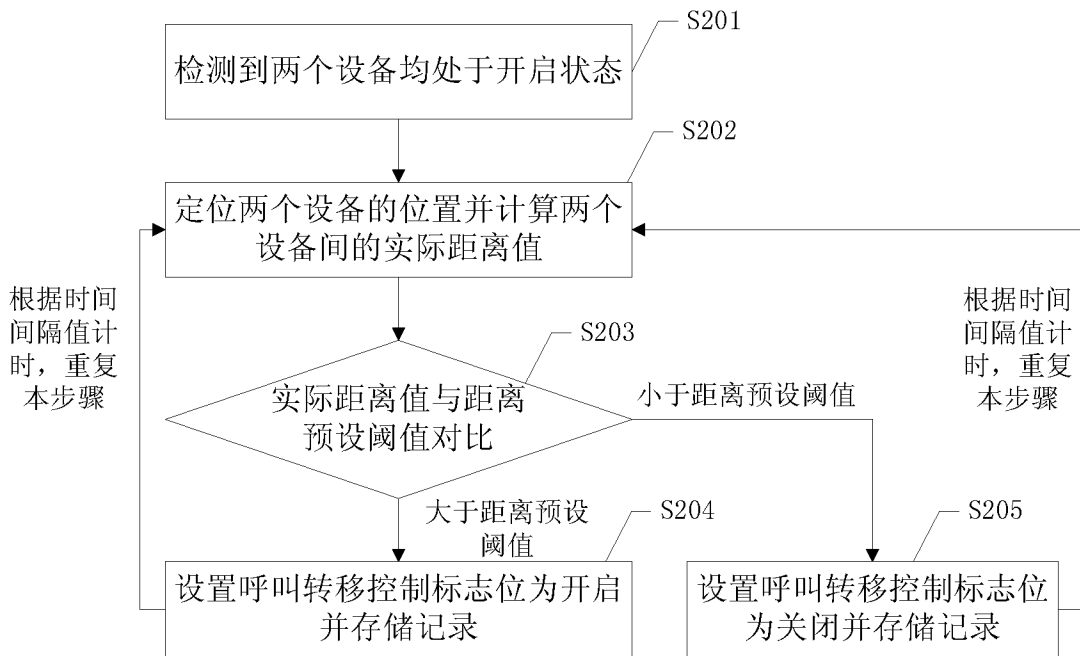 S201
检测到两个设备均处于开启状态
S202
定位两个设备的位置并计算两个
设备间的实际距离值
根据时间
间隔值计
时，重复
本步骤
根据时间
间隔值计
时，重复
本步骤
S203
实际距离值与距离
预设阈值对比
小于距离预设阈值
大于距离预设
阈值
S204
设置呼叫转移控制标志位为开启
并存储记录
S205
设置呼叫转移控制标志位
为关闭并存储记录